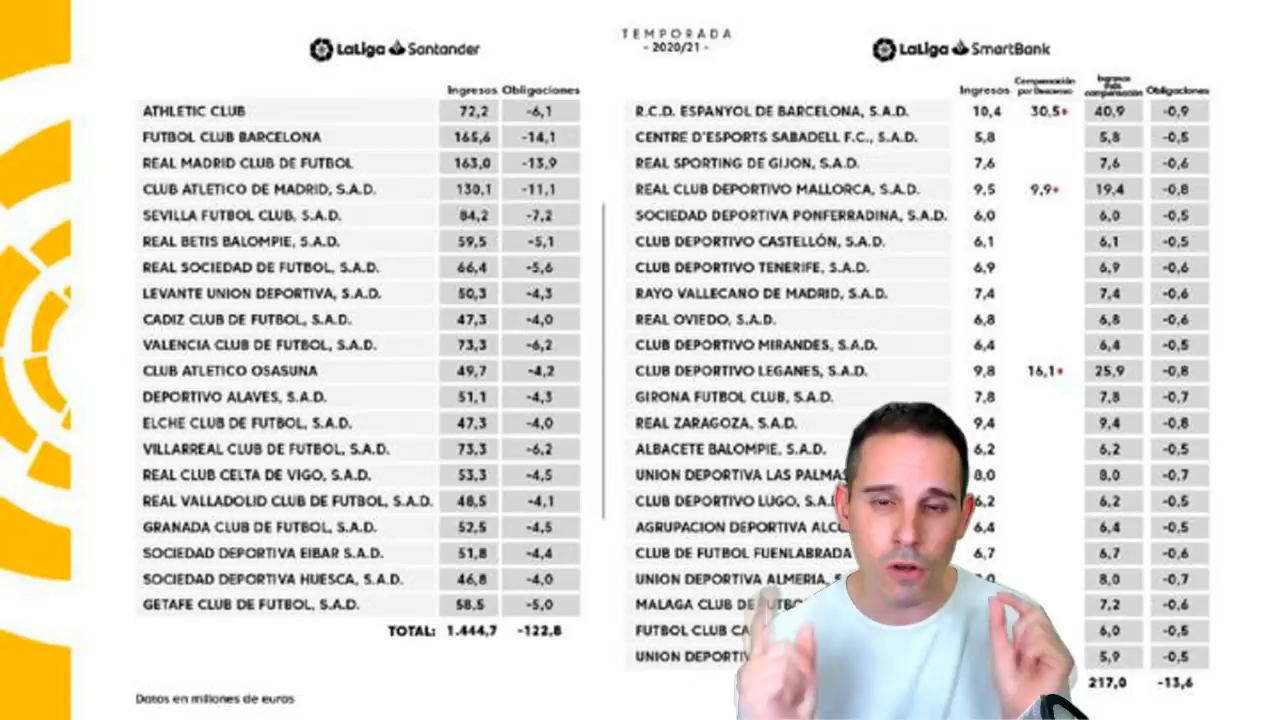 TEMPORADA
- 2020/21 -
LaLiga Santander
Ingresos Obligaciones
ATHLETIC CLUB 72,2 -6,1
FUTBOL CLUB BARCELONA 165,6 -14,1
REAL MADRID CLUB DE FUTBOL 163,0 -13,9
CLUB ATLETICO DE MADRID, S.A.D. 130,1 -11,1
SEVILLA FUTBOL CLUB, S.A.D. 84,2 -7,2
REAL BETIS BALOMPIE, S.A.D. 59,5 -5,1
REAL SOCIEDAD DE FUTBOL, S.A.D. 66,4 -5,6
LEVANTE UNION DEPORTIVA, S.A.D. 50,3 -4,3
CADIZ CLUB DE FUTBOL, S.A.D. 47,3 -4,0
VALENCIA CLUB DE FUTBOL, S.A.D. 73,3 -6,2
CLUB ATLETICO OSASUNA 49,7 -4,2
DEPORTIVO ALAVES, S.A.D. 51,1 -4,3
ELCHE CLUB DE FUTBOL, S.A.D. 47,3 -4,0
VILLARREAL CLUB DE FUTBOL, S.A.D. 73,3 -6,2
REAL CLUB CELTA DE VIGO, S.A.D. 53,3 -4,5
REAL VALLADOLID CLUB DE FUTBOL, S.A.D. 48,5 -4,1
GRANADA CLUB DE FUTBOL, S.A.D. 52,5 -4,5
SOCIEDAD DEPORTIVA EIBAR S.A.D. 51,8 -4,4
SOCIEDAD DEPORTIVA HUESCA, S.A.D. 46,8 -4,0
GETAFE CLUB DE FUTBOL, S.A.D. 58,5 -5,0
TOTAL: 1.444,7 -122,8
Datos en millones de euros
LaLiga SmartBank
Ingresos Compensación por Descenso Ingresos más compensación Obligaciones
R.C.D. ESPANYOL DE BARCELONA, S.A.D. 10,4 30,5* 40,9 -0,9
CENTRE D'ESPORTS SABADELL F.C., S.A.D. 5,8 5,8 -0,5
REAL SPORTING DE GIJON, S.A.D. 7,6 7,6 -0,6
REAL CLUB DEPORTIVO MALLORCA, S.A.D. 9,5 9,9* 19,4 -0,8
SOCIEDAD DEPORTIVA PONFERRADINA, S.A.D. 6,0 6,0 -0,5
CLUB DEPORTIVO CASTELLÓN, S.A.D. 6,1 6,1 -0,5
CLUB DEPORTIVO TENERIFE, S.A.D. 6,9 6,9 -0,6
RAYO VALLECANO DE MADRID, S.A.D. 7,4 7,4 -0,6
REAL OVIEDO, S.A.D. 6,8 6,8 -0,6
CLUB DEPORTIVO MIRANDES, S.A.D. 6,4 6,4 -0,5
CLUB DEPORTIVO LEGANES, S.A.D. 9,8 16,1* 25,9 -0,8
GIRONA FUTBOL CLUB, S.A.D. 7,8 7,8 -0,7
REAL ZARAGOZA, S.A.D. 9,4 9,4 -0,8
ALBACETE BALOMPIE, S.A.D. 6,2 6,2 -0,5
UNION DEPORTIVA LAS PALMAS 8,0 8,0 -0,7
CLUB DEPORTIVO LUGO, S.A.D 6,2 6,2 -0,5
AGRUPACION DEPORTIVA ALCO 6,4 6,4 -0,5
CLUB DE FUTBOL FUENLABRADA 6,7 6,7 -0,6
UNION DEPORTIVA ALMERIA, S. 8,0 -0,7
MALAGA CLUB DE FUTBO 7,2 -0,6
FUTBOL CLUB CA 6,0 -0,5
UNION DEPORTIV 5,9 -0,5
217,0 -13,6